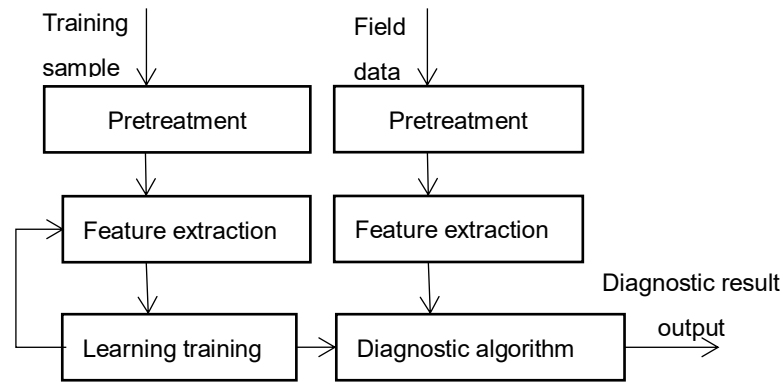 Training
sample
Field
data
Pretreatment
Pretreatment
Feature extraction
Feature extraction
Diagnostic result
output
Learning training
Diagnostic algorithm